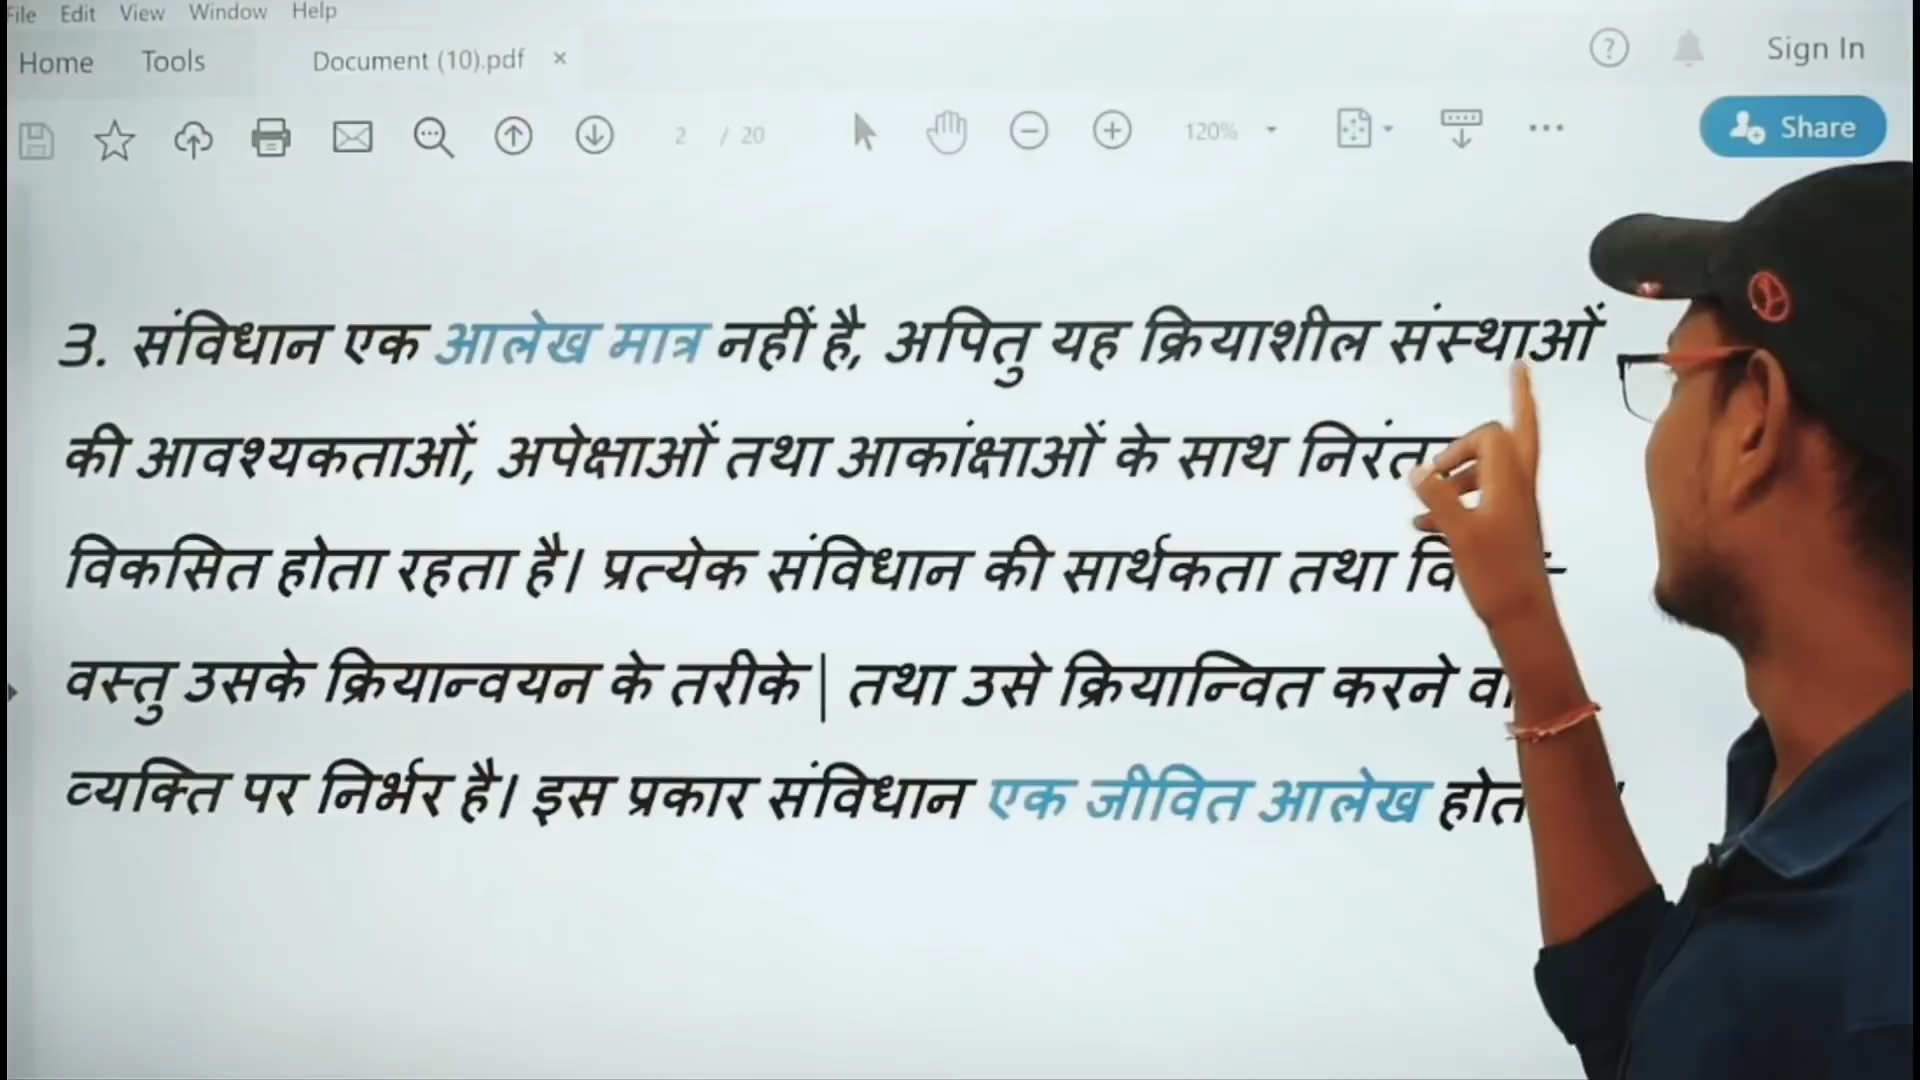 File Edit View Window Help
Home Tools Document (10).pdf × Sign In
2 / 20 120% Share
3. संविधान एक आलेख मात्र नहीं है, अपितु यह क्रियाशील संस्थाओं
की आवश्यकताओं, अपेक्षाओं तथा आकांक्षाओं के साथ
विकसित होता रहता है। प्रत्येक संविधान की सार्थकता तथा
वस्तु उसके क्रियान्वयन के तरीके| तथा उसे क्रियान्वित करने
व्यक्ति पर निर्भर है। इस प्रकार संविधान एक जीवित आलेख